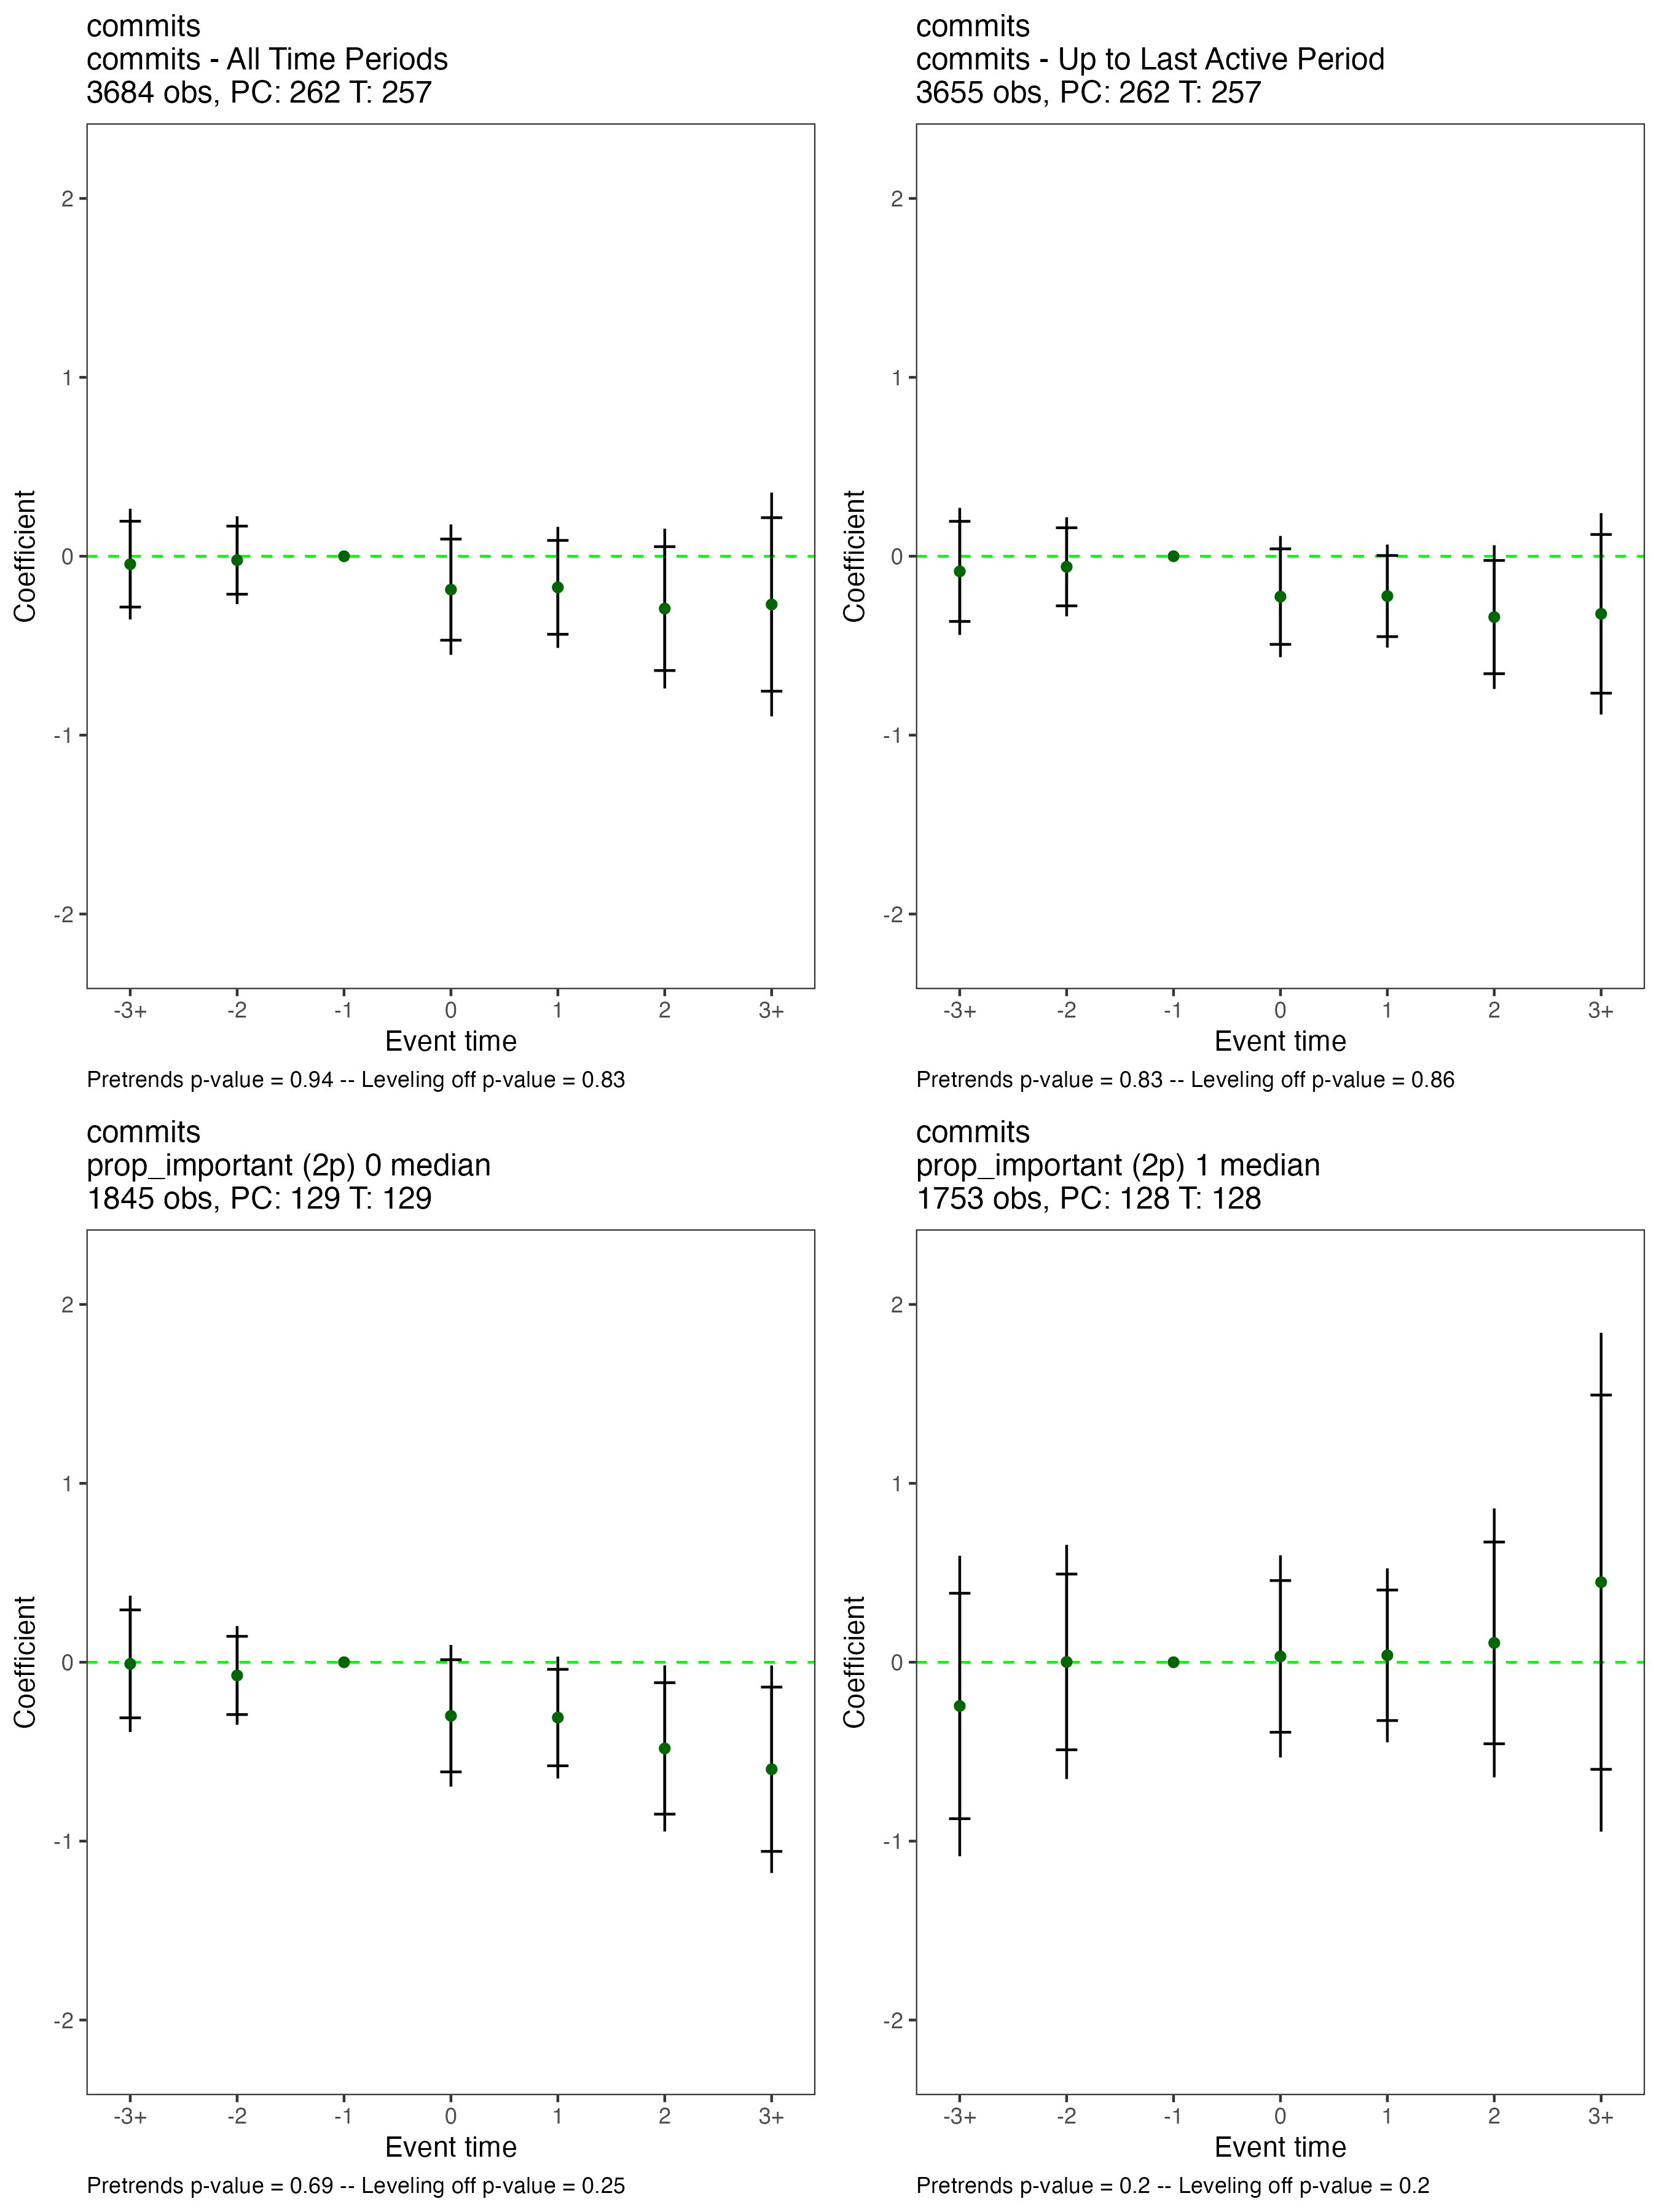 commits
commits - All Time Periods
3684 obs, PC: 262 T: 257
2
1
0
-1
-2
Coefficient
-3+ -2 -1 0 1 2 3+
Event time
Pretrends p-value = 0.94 -- Leveling off p-value = 0.83
commits
commits - Up to Last Active Period
3655 obs, PC: 262 T: 257
2
1
0
-1
-2
Coefficient
-3+ -2 -1 0 1 2 3+
Event time
Pretrends p-value = 0.83 -- Leveling off p-value = 0.86
commits
prop_important (2p) 0 median
1845 obs, PC: 129 T: 129
2
1
0
-1
-2
Coefficient
-3+ -2 -1 0 1 2 3+
Event time
Pretrends p-value = 0.69 -- Leveling off p-value = 0.25
commits
prop_important (2p) 1 median
1753 obs, PC: 128 T: 128
2
1
0
-1
-2
Coefficient
-3+ -2 -1 0 1 2 3+
Event time
Pretrends p-value = 0.2 -- Leveling off p-value = 0.2